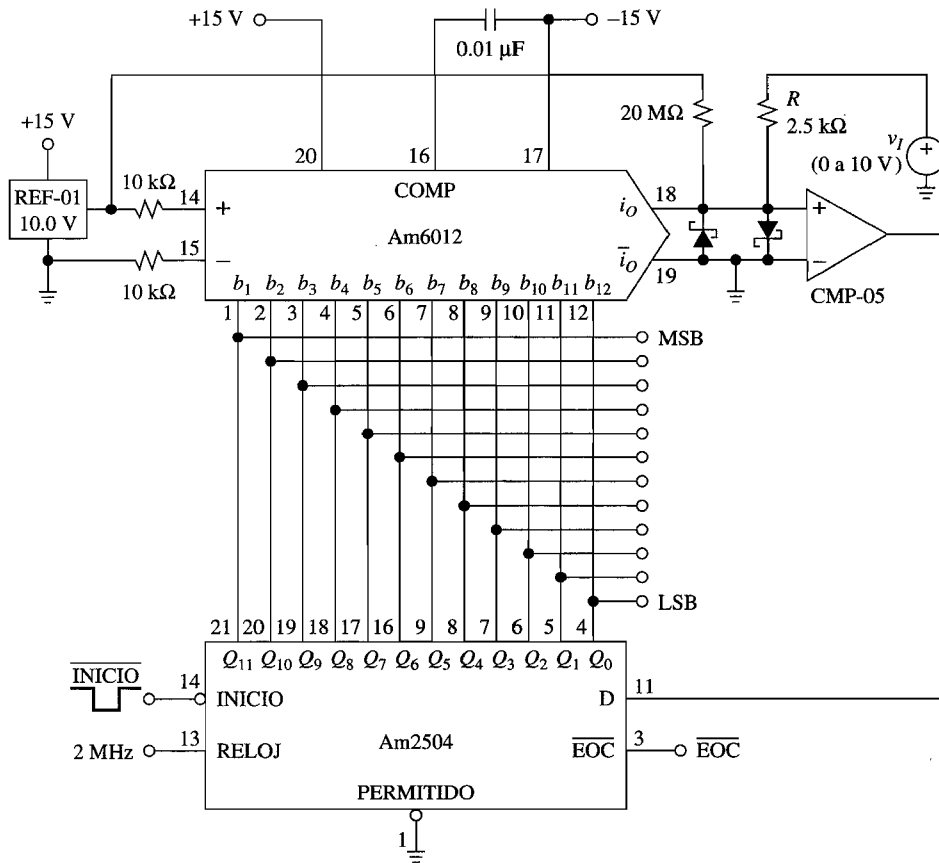 +15 V
–15 V
0.01 µF
+15 V
20 MΩ
R
2.5 kΩ
v_I
(0 a 10 V)
20
16
17
REF-01
10.0 V
10 kΩ
14
+
COMP
i_O
18
+
Am6012
15
–
10 kΩ
i̅_O
19
–
CMP-05
b₁ b₂ b₃ b₄ b₅ b₆ b₇ b₈ b₉ b₁₀ b₁₁ b₁₂
1 2 3 4 5 6 7 8 9 10 11 12
MSB
LSB
21 20 19 18 17 16 9 8 7 6 5 4
Q₁₁ Q₁₀ Q₉ Q₈ Q₇ Q₆ Q₅ Q₄ Q₃ Q₂ Q₁ Q₀
I̅N̅I̅C̅I̅O̅
14
INICIO
D
11
2 MHz
13
RELOJ
Am2504
E̅O̅C̅
3
E̅O̅C̅
PERMITIDO
1
+